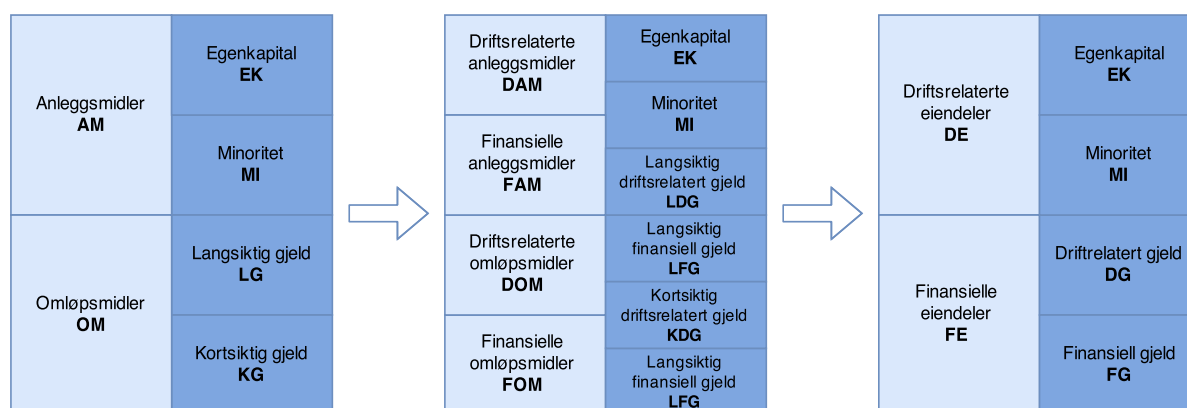 Anleggsmidler
AM
Omløpsmidler
OM
Egenkapital
EK
Minoritet
MI
Langsiktig gjeld
LG
Kortsiktig gjeld
KG
Driftsrelaterte
anleggsmidler
DAM
Finansielle
anleggsmidler
FAM
Driftsrelaterte
omløpsmidler
DOM
Finansielle
omløpsmidler
FOM
Egenkapital
EK
Minoritet
MI
Langsiktig
driftsrelatert gjeld
LDG
Langsiktig
finansiell gjeld
LFG
Kortsiktig
driftsrelatert gjeld
KDG
Langsiktig
finansiell gjeld
LFG
Driftsrelaterte
eiendeler
DE
Finansielle
eiendeler
FE
Egenkapital
EK
Minoritet
MI
Driftrelatert gjeld
DG
Finansiell gjeld
FG